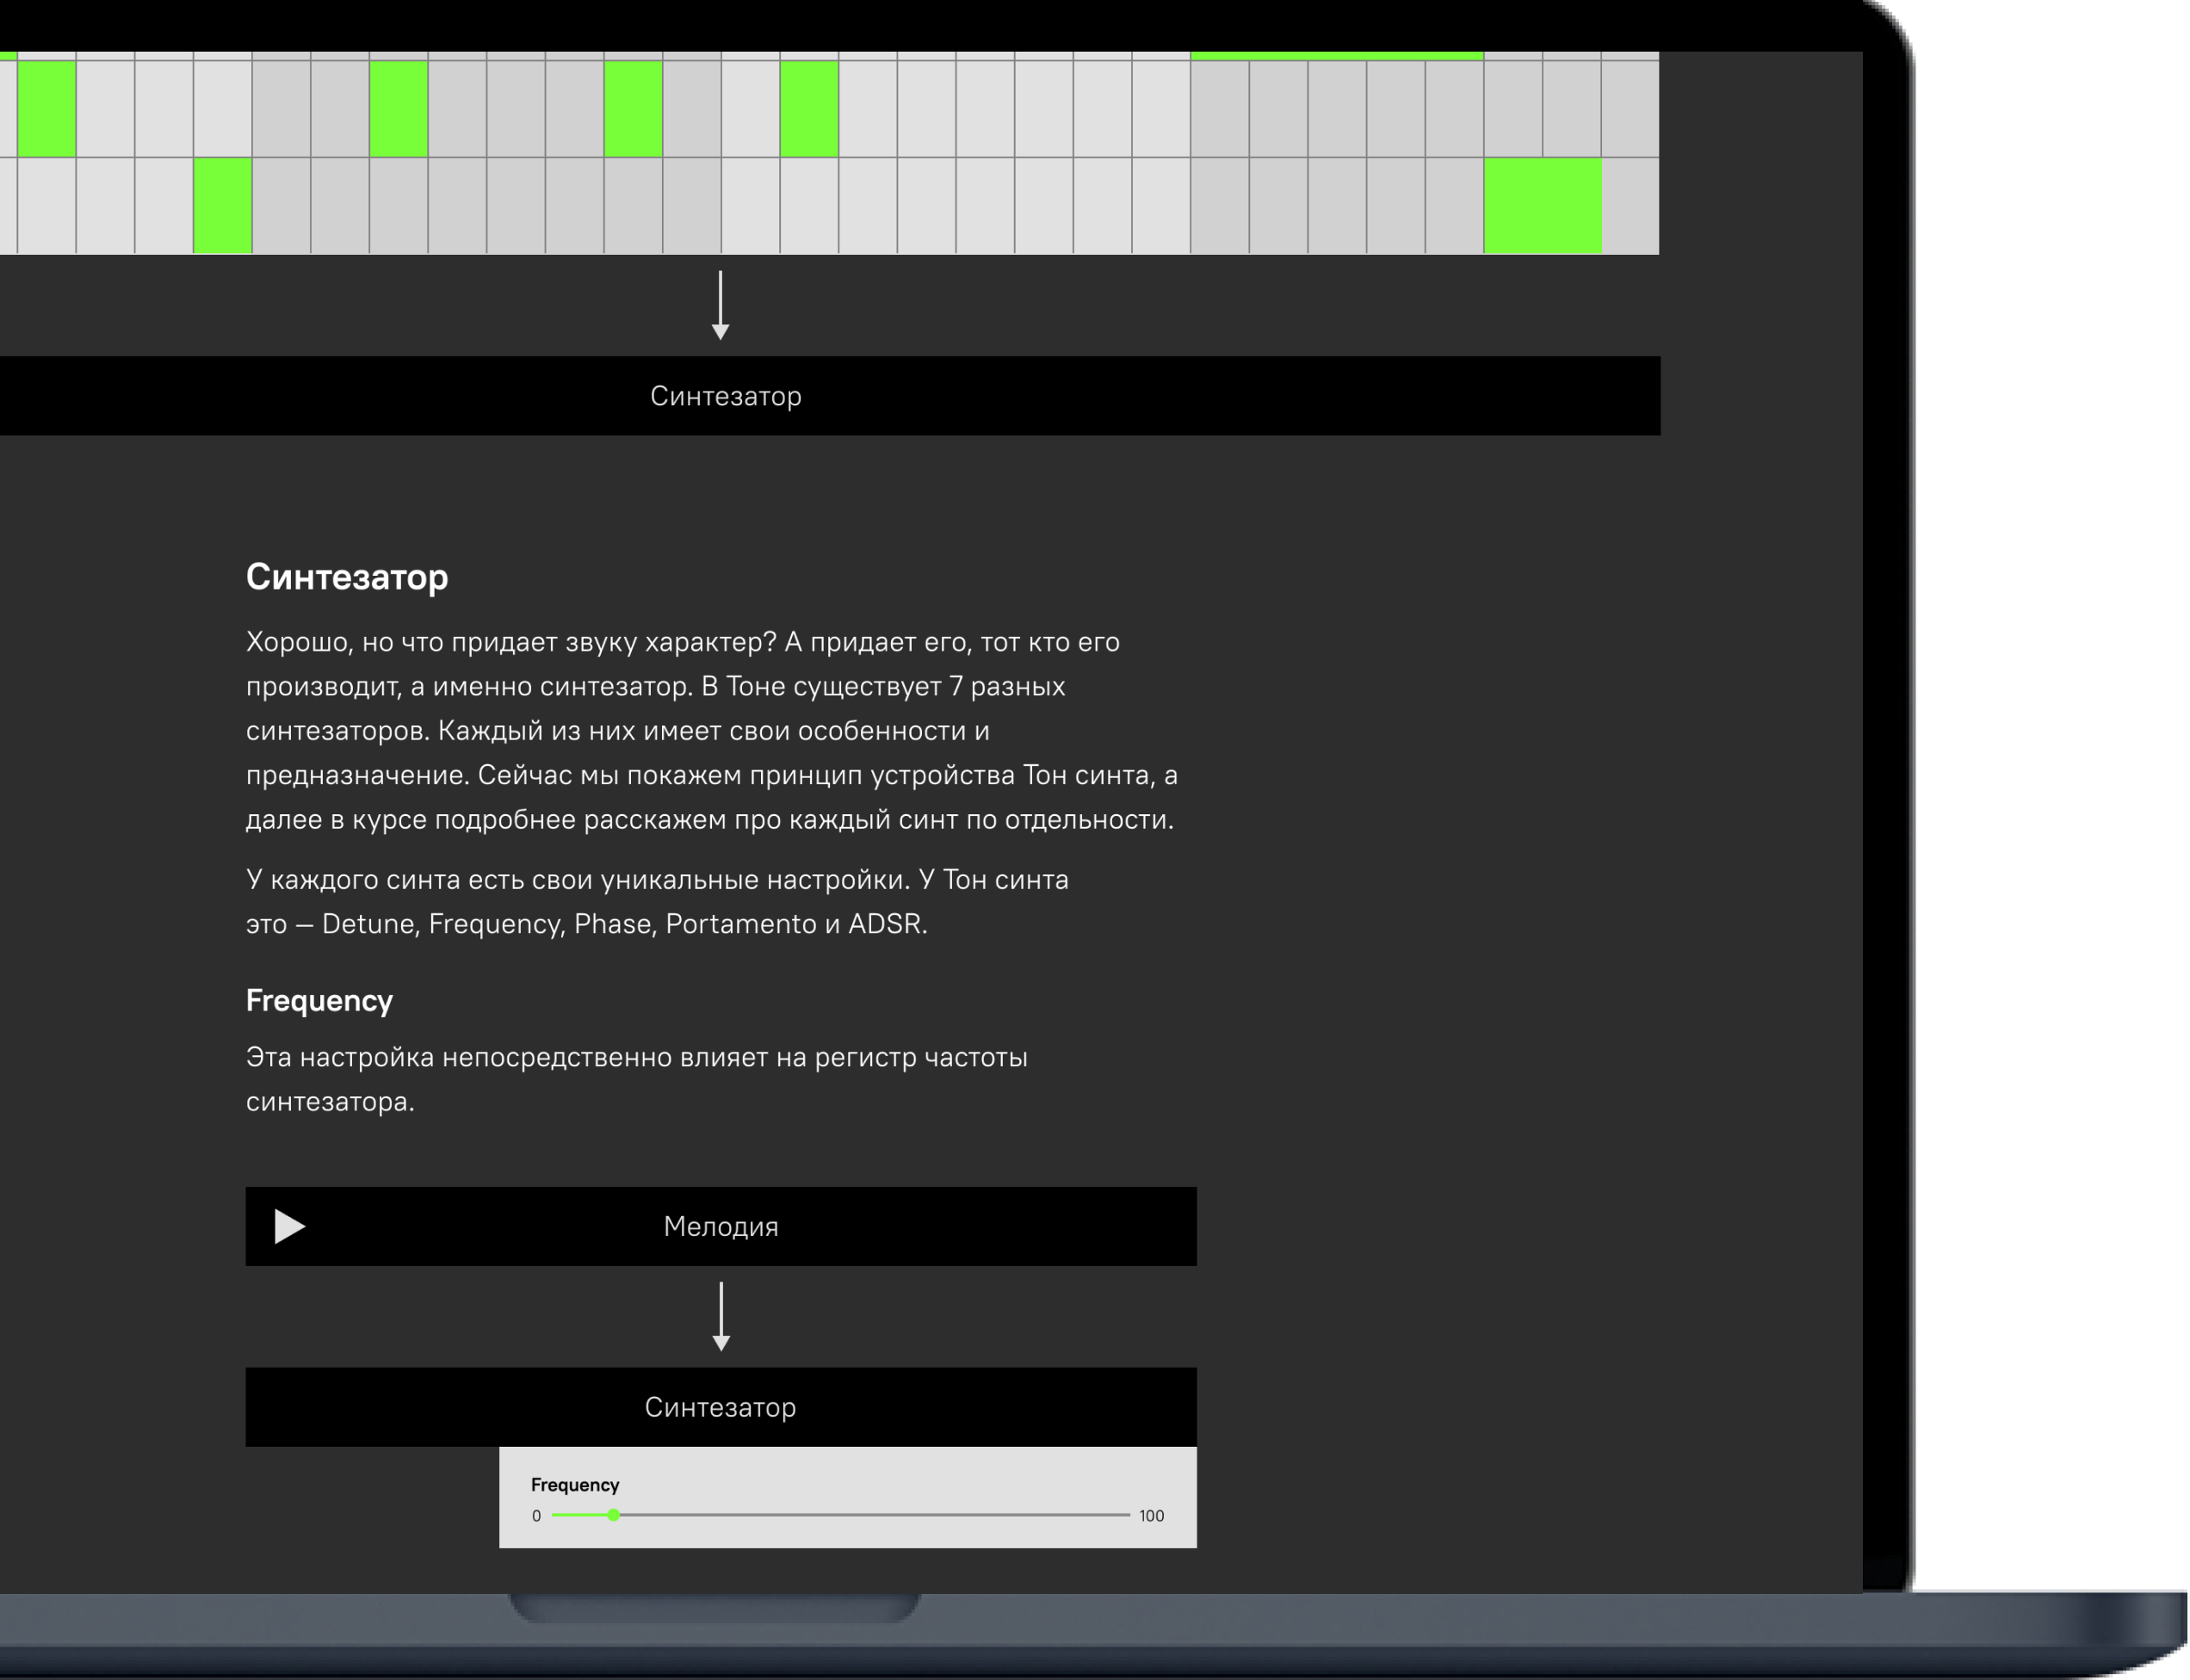 Синтезатор
Синтезатор
Хорошо, но что придает звуку характер? А придает его, тот кто его
производит, а именно синтезатор. В Тоне существует 7 разных
синтезаторов. Каждый из них имеет свои особенности и
предназначение. Сейчас мы покажем принцип устройства Тон синта, а
далее в курсе подробнее расскажем про каждый синт по отдельности.
У каждого синта есть свои уникальные настройки. У Тон синта
это — Detune, Frequency, Phase, Portamento и ADSR.
Frequency
Эта настройка непосредственно влияет на регистр частоты
синтезатора.
Мелодия
Синтезатор
Frequency
0 100